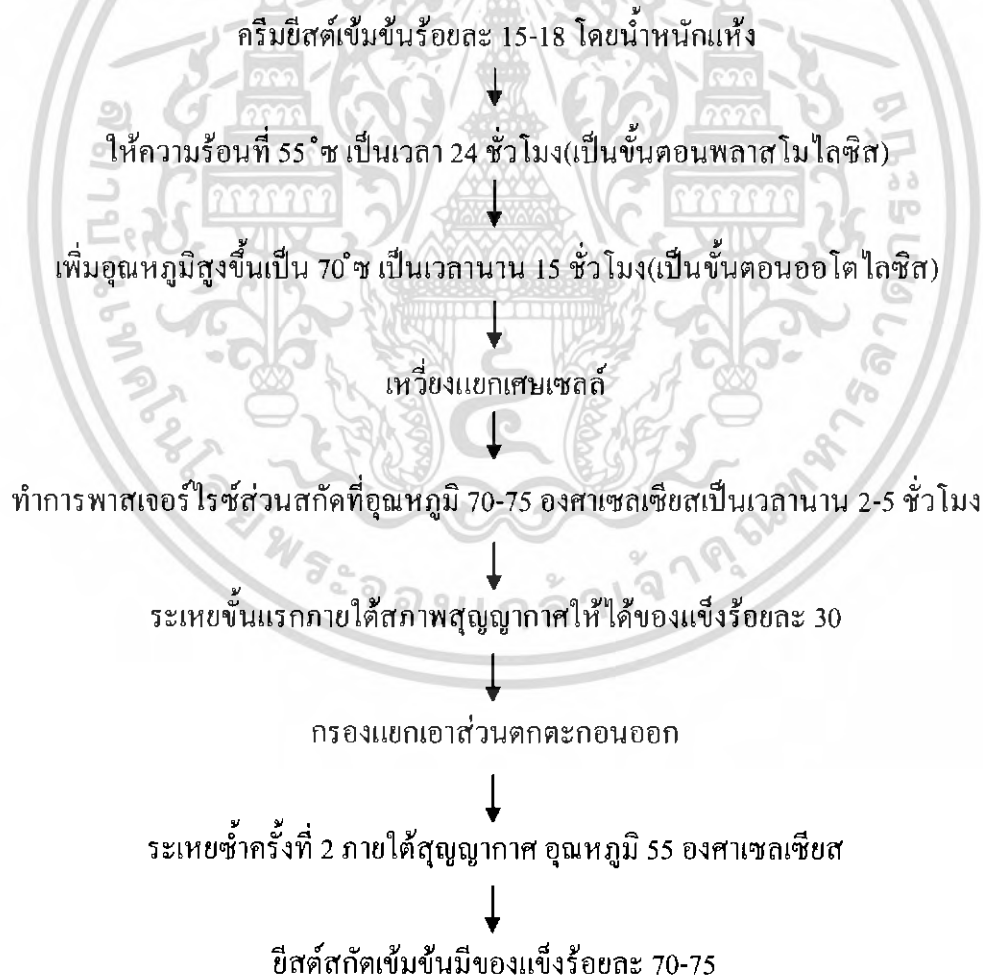 ครีมยีสต์เข้มข้นร้อยละ 15-18 โดยน้ำหนักแห้ง
ให้ความร้อนที่ 55 ํซ เป็นเวลา 24 ชั่วโมง(เป็นขั้นตอนพลาสโมไลซิส)
เพิ่มอุณหภูมิสูงขึ้นเป็น 70 ํซ เป็นเวลานาน 15 ชั่วโมง(เป็นขั้นตอนออโตไลซิส)
เหวี่ยงแยกเศษเซลล์
ทำการพาสเจอร์ไรซ์ส่วนสกัดที่อุณหภูมิ 70-75 องศาเซลเซียสเป็นเวลานาน 2-5 ชั่วโมง
ระเหยขั้นแรกภายใต้สภาพสุญญากาศให้ได้ของแข็งร้อยละ 30
กรองแยกเอาส่วนตกตะกอนออก
ระเหยซ้ำครั้งที่ 2 ภายใต้สุญญากาศ อุณหภูมิ 55 องศาเซลเซียส
ยีสต์สกัดเข้มข้นมีของแข็งร้อยละ 70-75